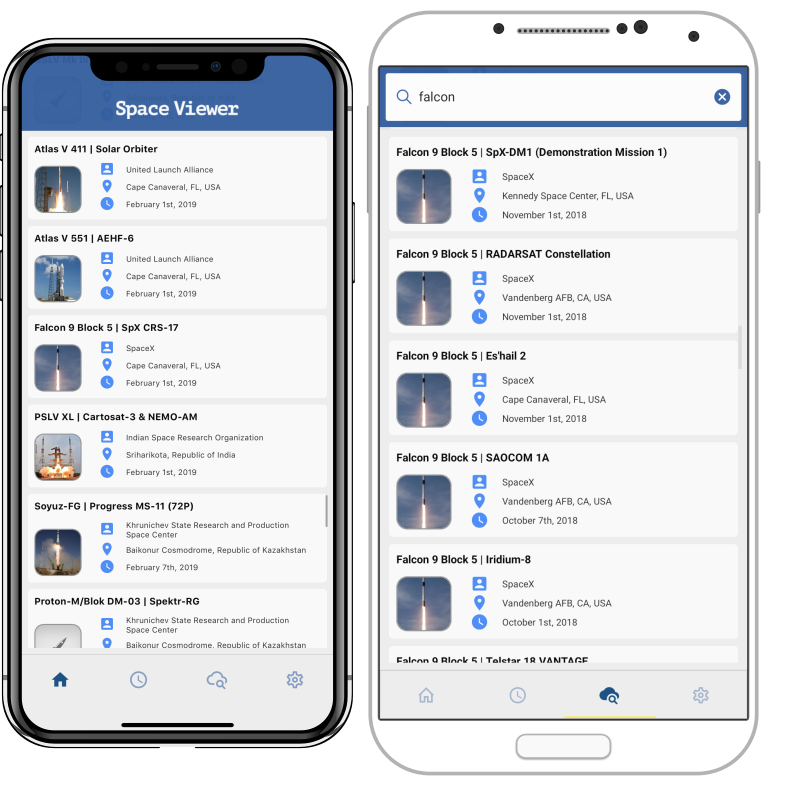 Space Viewer
Atlas V 411 | Solar Orbiter
United Launch Alliance
Cape Canaveral, FL, USA
February 1st, 2019
Atlas V 551 | AEHF-6
United Launch Alliance
Cape Canaveral, FL, USA
February 1st, 2019
Falcon 9 Block 5 | SpX CRS-17
SpaceX
Cape Canaveral, FL, USA
February 1st, 2019
PSLV XL | Cartosat-3 & NEMO-AM
Indian Space Research Organization
Sriharikota, Republic of India
February 1st, 2019
Soyuz-FG | Progress MS-11 (72P)
Khrunichev State Research and Production
Space Center
Baikonur Cosmodrome, Republic of Kazakhstan
February 7th, 2019
Proton-M/Blok DM-03 | Spektr-RG
Khrunichev State Research and Production
Space Center
Baikonur Cosmodrome, Republic of Kazakhstan
falcon
Falcon 9 Block 5 | SpX-DM1 (Demonstration Mission 1)
SpaceX
Kennedy Space Center, FL, USA
November 1st, 2018
Falcon 9 Block 5 | RADARSAT Constellation
SpaceX
Vandenberg AFB, CA, USA
November 1st, 2018
Falcon 9 Block 5 | Es'hail 2
SpaceX
Cape Canaveral, FL, USA
November 1st, 2018
Falcon 9 Block 5 | SAOCOM 1A
SpaceX
Vandenberg AFB, CA, USA
October 7th, 2018
Falcon 9 Block 5 | Iridium-8
SpaceX
Vandenberg AFB, CA, USA
October 1st, 2018
Falcon 9 Block 5 | Telstar 18 VANTAGE